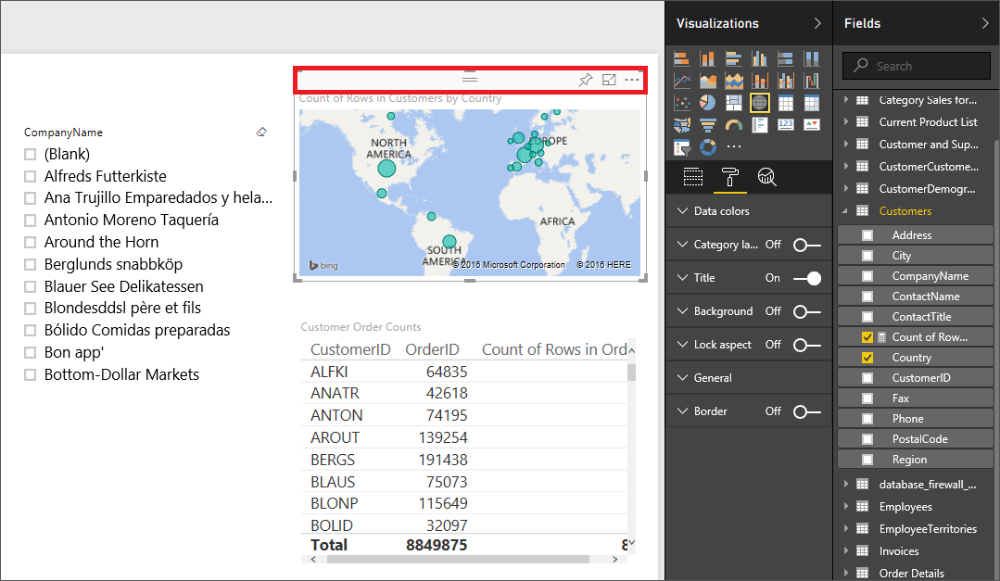 Visualizations
Fields
Search
Count of Rows in Customers by Country
NORTH
AMERICA
EUROPE
AFRICA
SOUTH
AMERICA
bing
© 2016 Microsoft Corporation © 2016 HERE
CompanyName
(Blank)
Alfreds Futterkiste
Ana Trujillo Emparedados y hela...
Antonio Moreno Taquería
Around the Horn
Berglunds snabbköp
Blauer See Delikatessen
Blondesddsl père et fils
Bólido Comidas preparadas
Bon app'
Bottom-Dollar Markets
Customer Order Counts
CustomerID OrderID Count of Rows in Ord
ALFKI 64835
ANATR 42618
ANTON 74195
AROUT 139254
BERGS 191438
BLAUS 75073
BLONP 115649
BOLID 32097
Total 8849875 8
123
Data colors
Category la... Off
Title On
Background Off
Lock aspect Off
General
Border Off
Category Sales for...
Current Product List
Customer and Sup...
CustomerCustome...
CustomerDemogr...
Customers
Address
City
CompanyName
ContactName
ContactTitle
Count of Row...
Country
CustomerID
Fax
Phone
PostalCode
Region
database_firewall_...
Employees
EmployeeTerritories
Invoices
Order Details